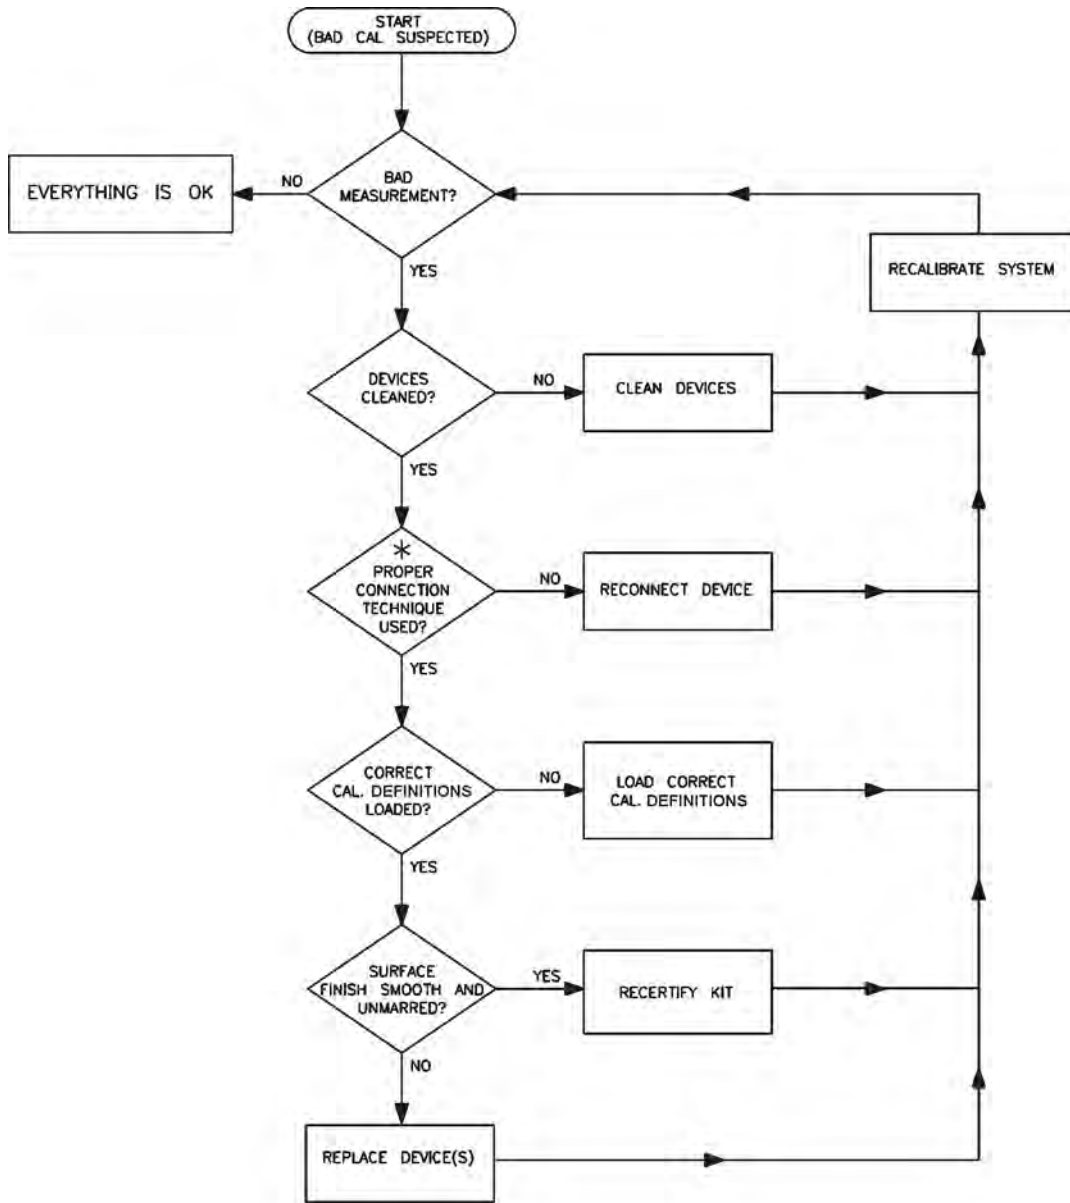 START
(BAD CAL SUSPECTED)
BAD
MEASUREMENT?
NO
EVERYTHING IS OK
YES
RECALIBRATE SYSTEM
DEVICES
CLEANED?
NO
CLEAN DEVICES
YES
*
PROPER
CONNECTION
TECHNIQUE
USED?
NO
RECONNECT DEVICE
YES
CORRECT
CAL. DEFINITIONS
LOADED?
NO
LOAD CORRECT
CAL. DEFINITIONS
YES
SURFACE
FINISH SMOOTH AND
UNMARRED?
YES
RECERTIFY KIT
NO
REPLACE DEVICE(S)